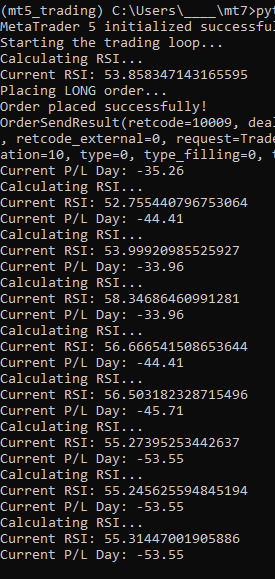 (mt5_trading) C:\Users\____\mt7>pyt
MetaTrader 5 initialized successfu
Starting the trading loop...
Calculating RSI...
Current RSI: 53.858347143165595
Placing LONG order...
Order placed successfully!
OrderSendResult(retcode=10009, dea
, retcode_external=0, request=Trade
ation=10, type=0, type_filling=0, t
Current P/L Day: -35.26
Calculating RSI...
Current RSI: 52.755440796753064
Current P/L Day: -44.41
Calculating RSI...
Current RSI: 53.99920985525927
Current P/L Day: -33.96
Calculating RSI...
Current RSI: 58.34686460991281
Current P/L Day: -33.96
Calculating RSI...
Current RSI: 56.666541508653644
Current P/L Day: -44.41
Calculating RSI...
Current RSI: 56.503182328715496
Current P/L Day: -45.71
Calculating RSI...
Current RSI: 55.27395253442637
Current P/L Day: -53.55
Calculating RSI...
Current RSI: 55.245625594845194
Current P/L Day: -53.55
Calculating RSI...
Current RSI: 55.31447001905886
Current P/L Day: -53.55